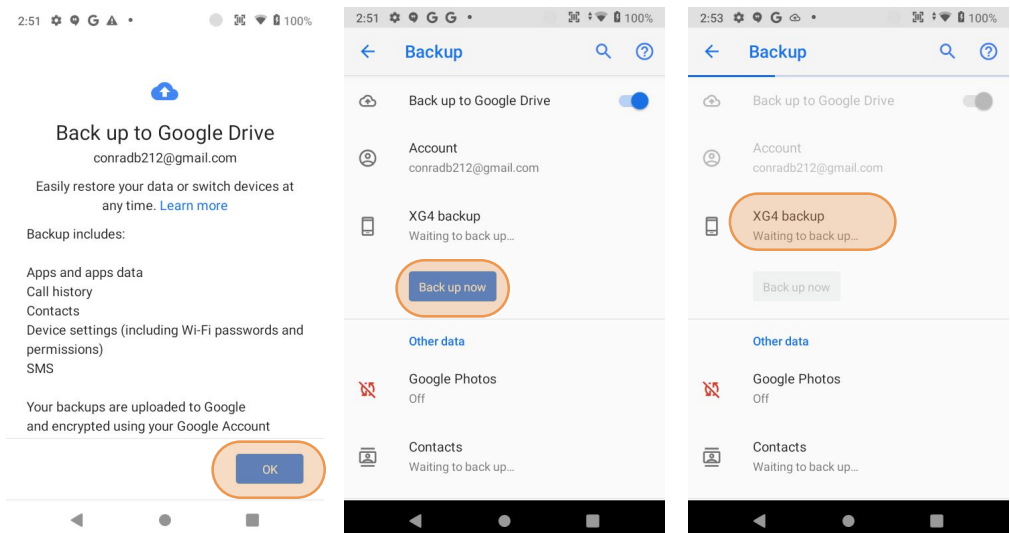 2:51 G 100%
Back up to Google Drive
conradb212@gmail.com
Easily restore your data or switch devices at
any time. Learn more
Backup includes:
Apps and apps data
Call history
Contacts
Device settings (including Wi-Fi passwords and
permissions)
SMS
Your backups are uploaded to Google
and encrypted using your Google Account
OK
2:51 G G 100%
Backup
Back up to Google Drive
Account
conradb212@gmail.com
XG4 backup
Waiting to back up…
Back up now
Other data
Google Photos
Off
Contacts
Waiting to back up…
2:53 G 100%
Backup
Back up to Google Drive
Account
conradb212@gmail.com
XG4 backup
Waiting to back up…
Back up now
Other data
Google Photos
Off
Contacts
Waiting to back up…